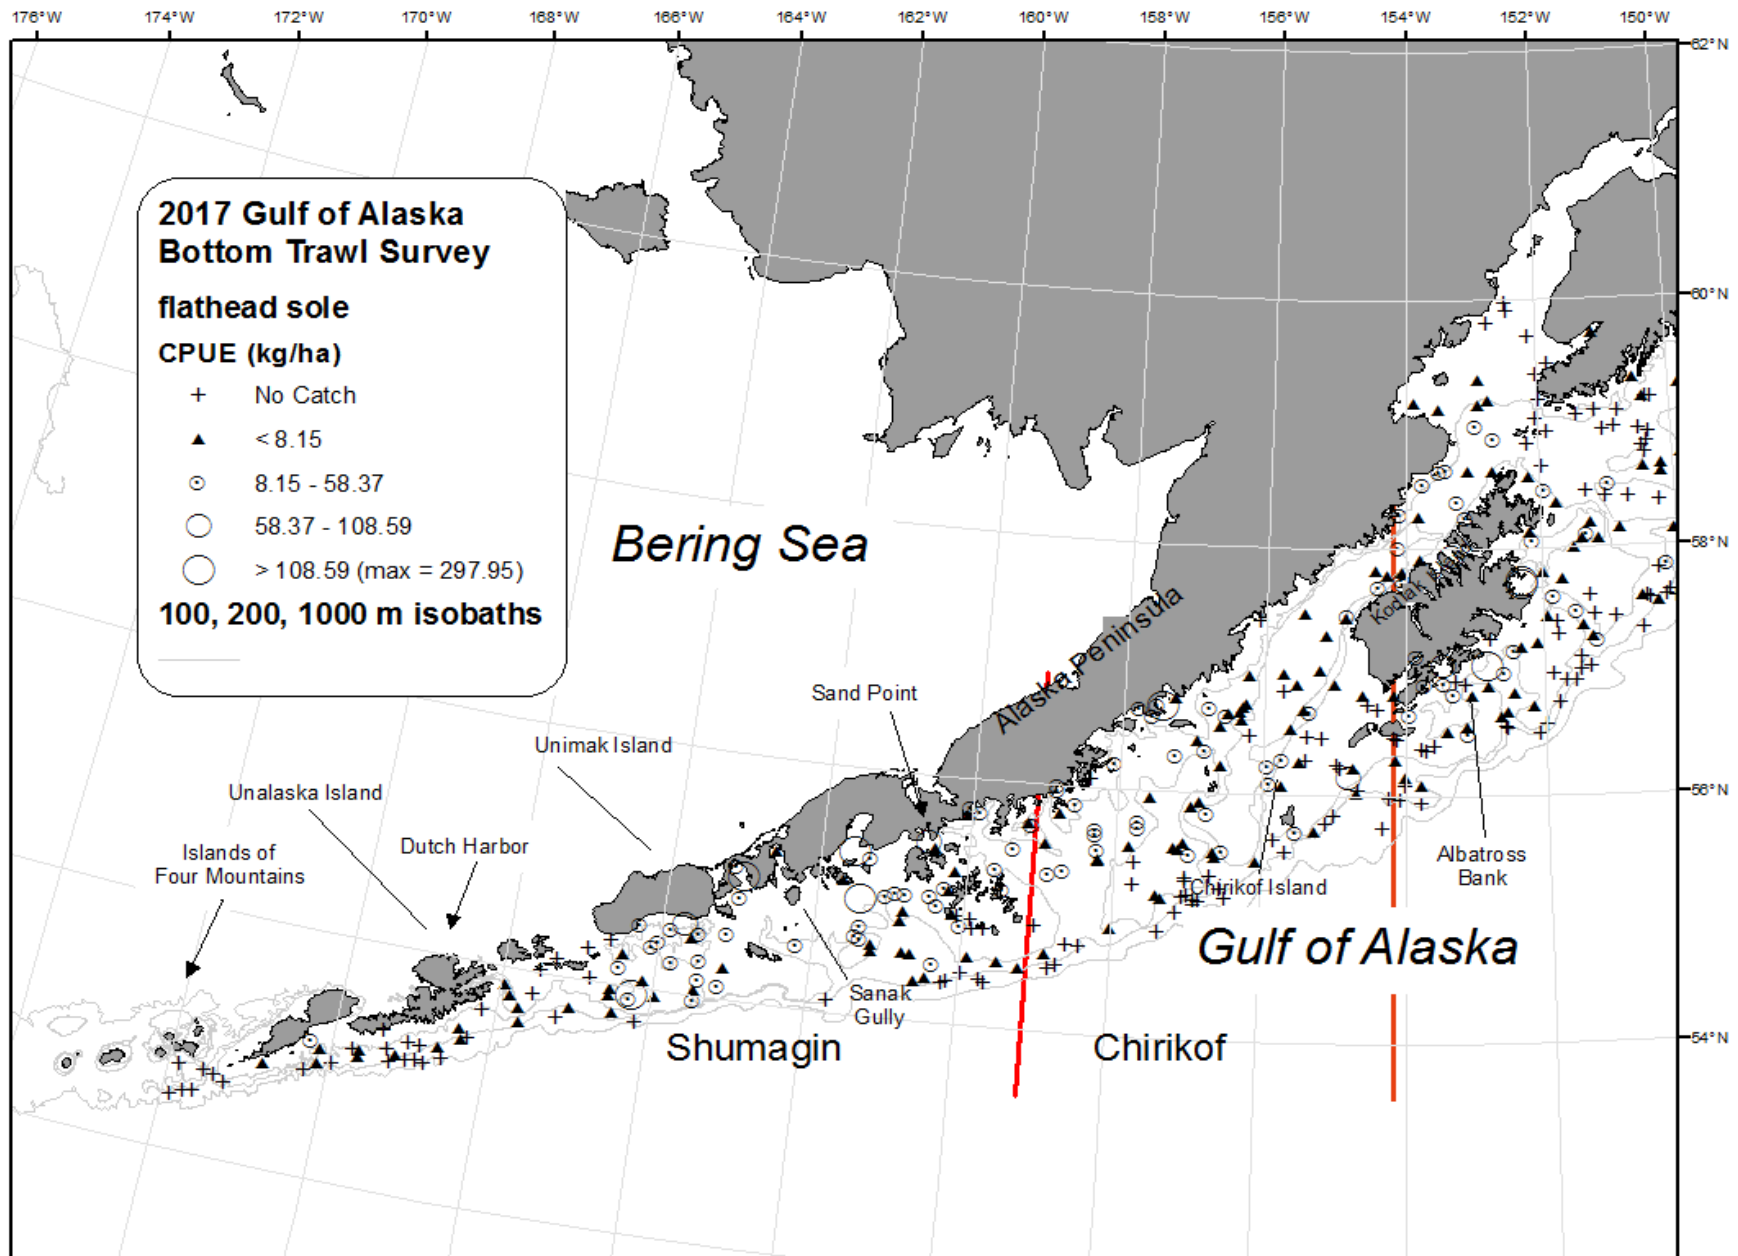 176°W 174°W 172°W 170°W 168°W 166°W 164°W 162°W 160°W 158°W 156°W 154°W 152°W 150°W
62°N
2017 Gulf of Alaska
Bottom Trawl Survey
flathead sole
CPUE (kg/ha)
No Catch
< 8.15
8.15 - 58.37
58.37 - 108.59
> 108.59 (max = 297.95)
100, 200, 1000 m isobaths
60°N
Bering Sea
58°N
Kodiak Island
Alaska Peninsula
Sand Point
Unimak Island
Unalaska Island
56°N
Dutch Harbor
Islands of
Four Mountains
Albatross
Bank
Chirikof Island
Gulf of Alaska
Sanak
Gully
Shumagin
Chirikof
54°N